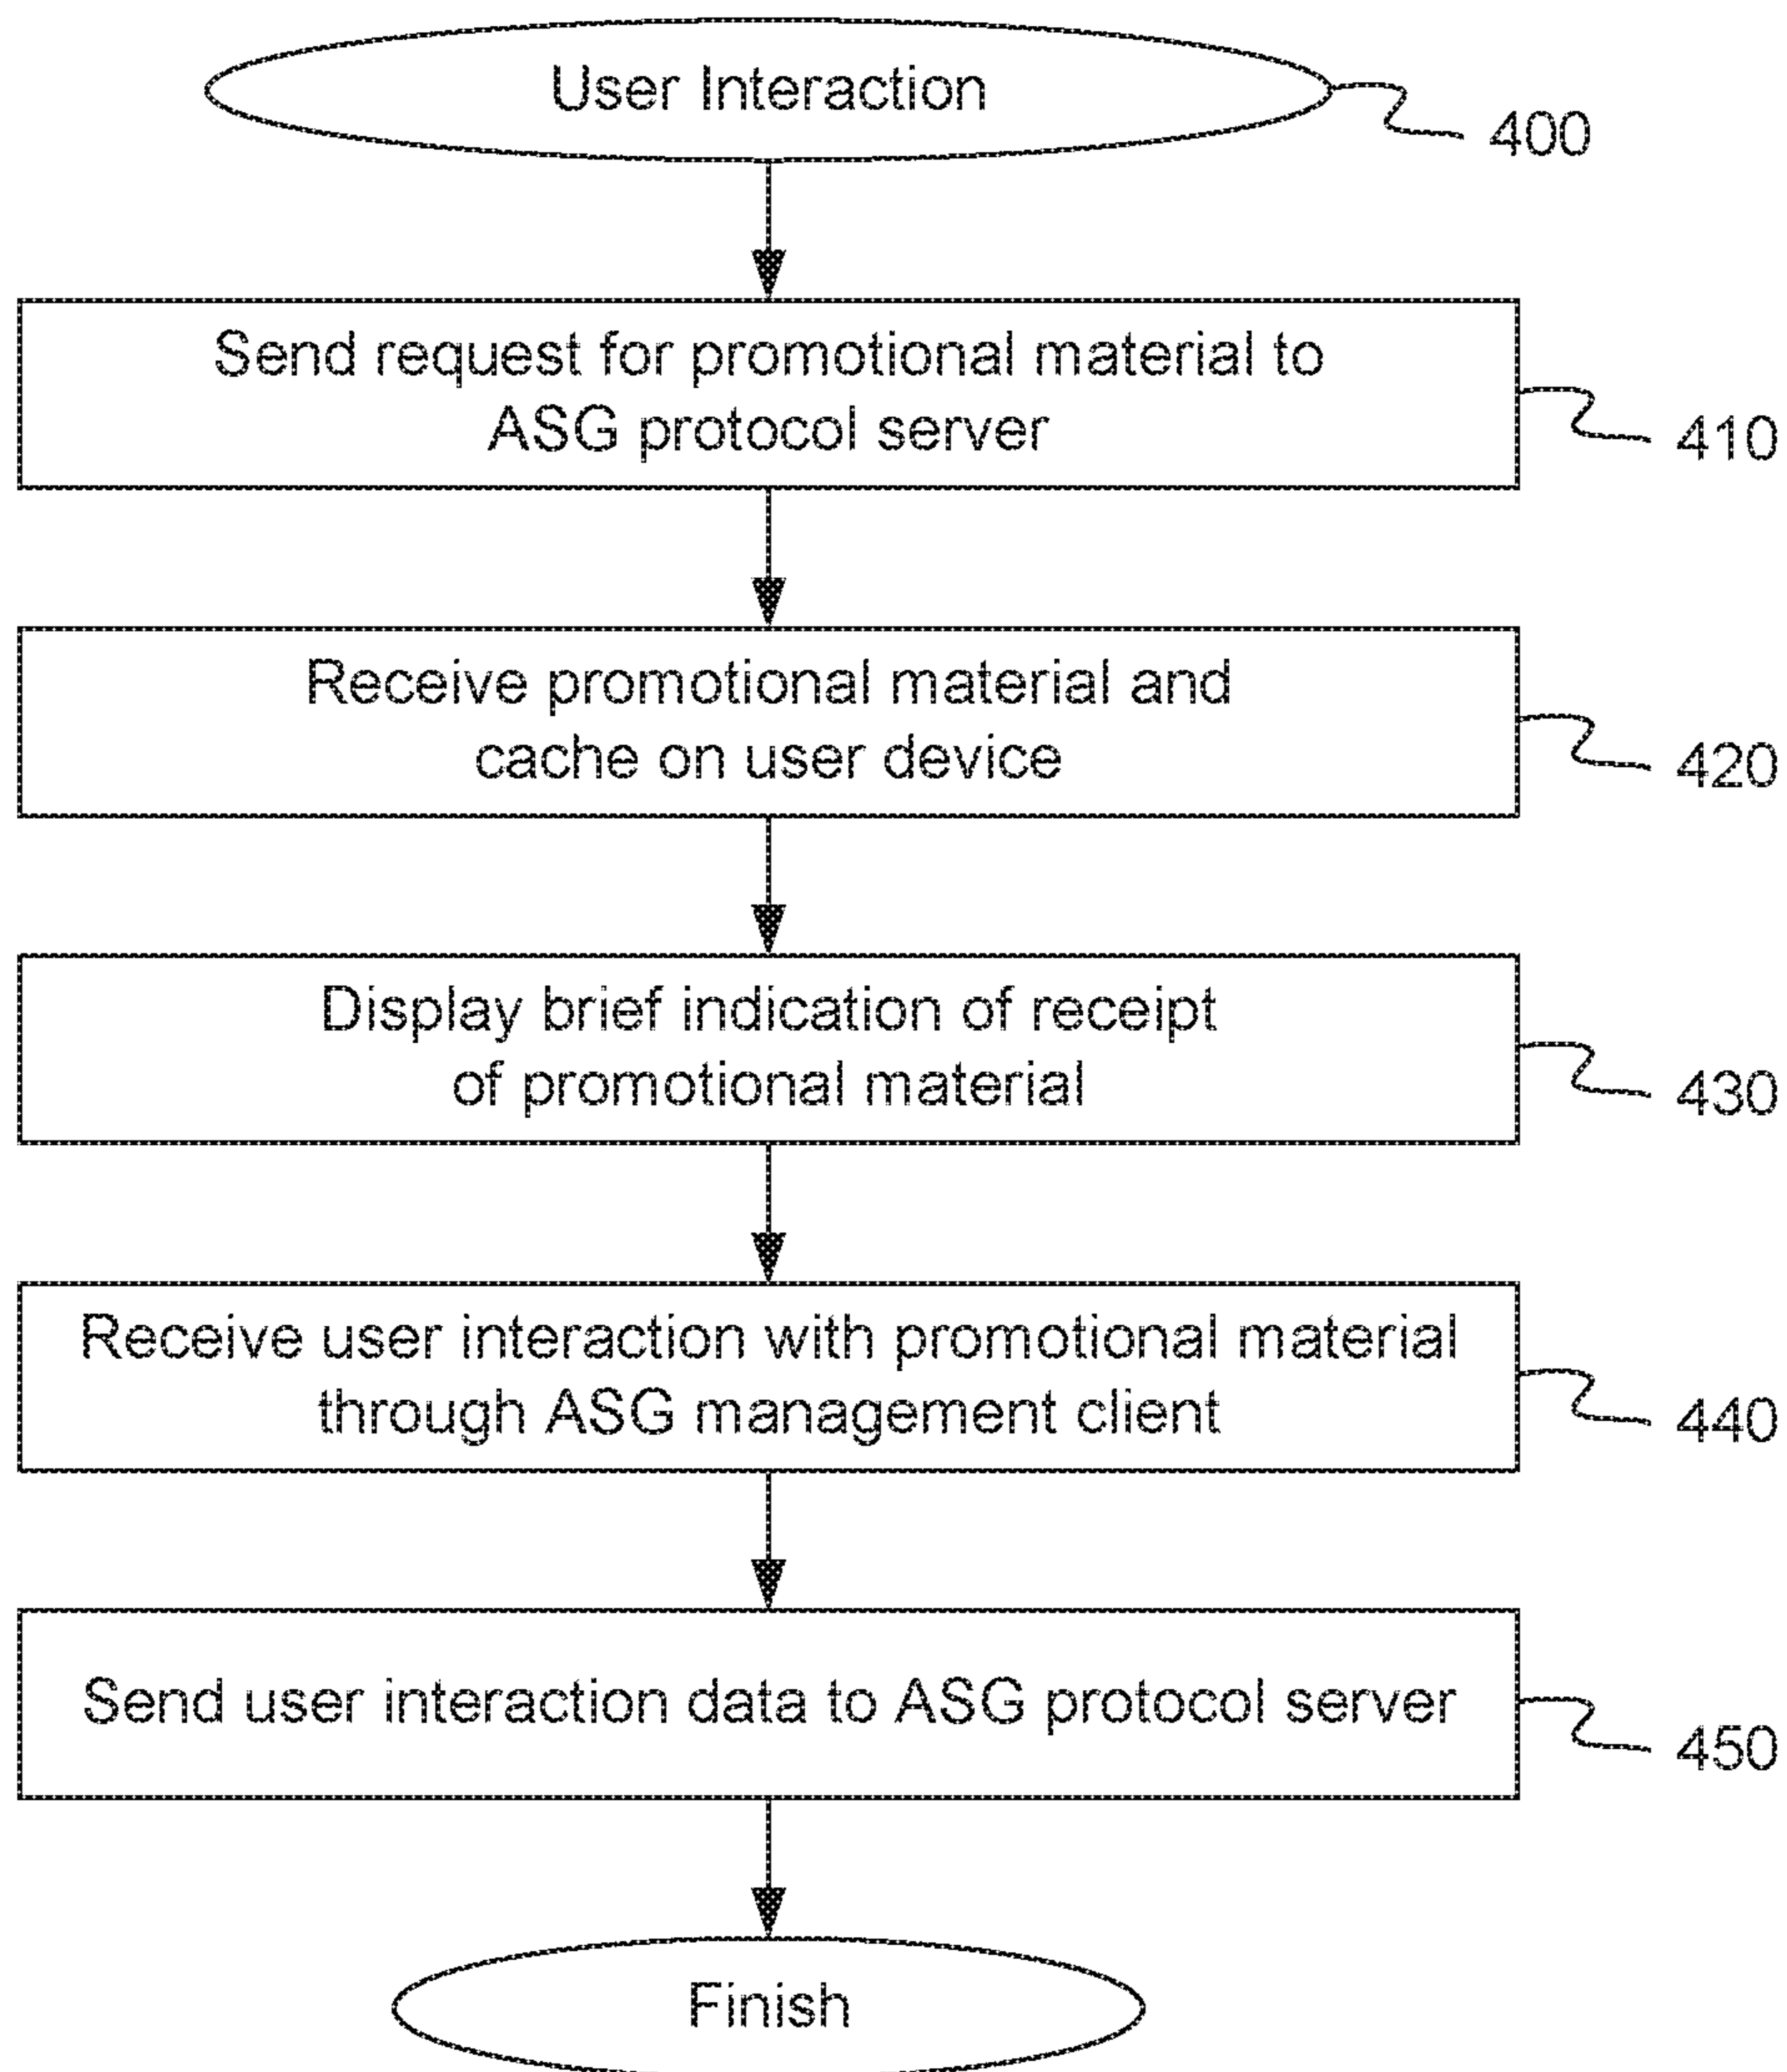 User Interaction
400
Send request for promotional material to
ASG protocol server
410
Receive promotional material and
cache on user device
420
Display brief indication of receipt
of promotional material
430
Receive user interaction with promotional material
through ASG management client
440
Send user interaction data to ASG protocol server
450
Finish